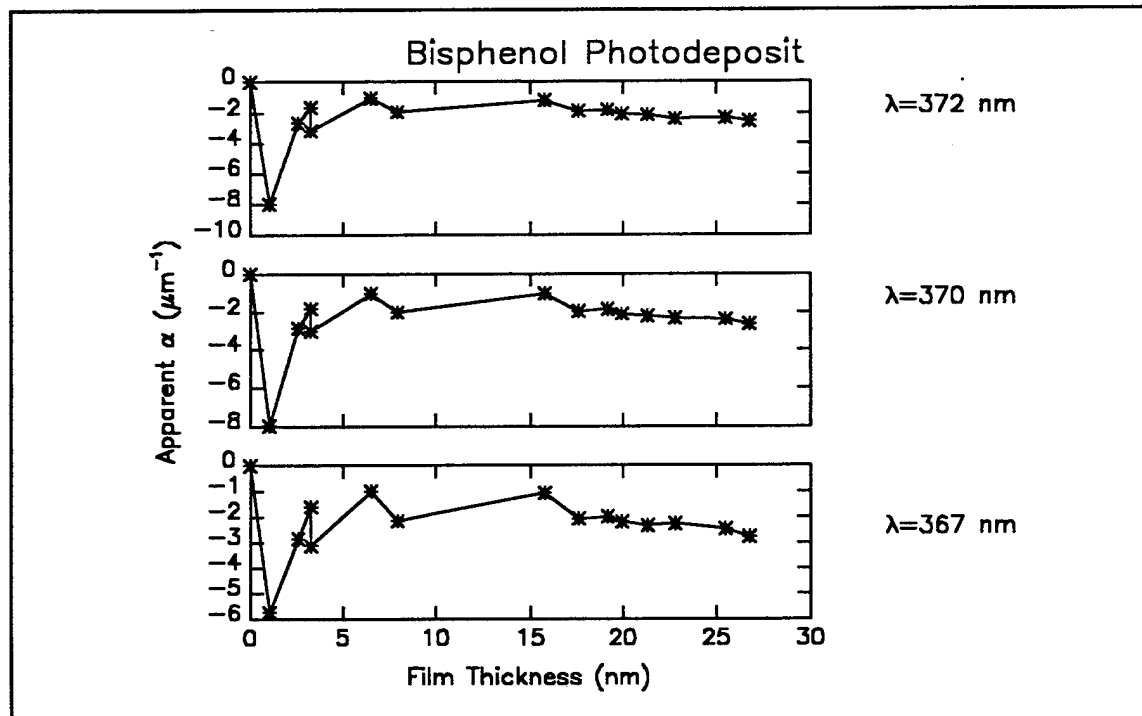 Bisphenol Photodeposit
0
−2
−4
−6
−8
−10
λ=372 nm
0
−2
−4
−6
−8
λ=370 nm
Apparent α (μm⁻¹)
0
−1
−2
−3
−4
−5
−6
λ=367 nm
0 5 10 15 20 25 30
Film Thickness (nm)